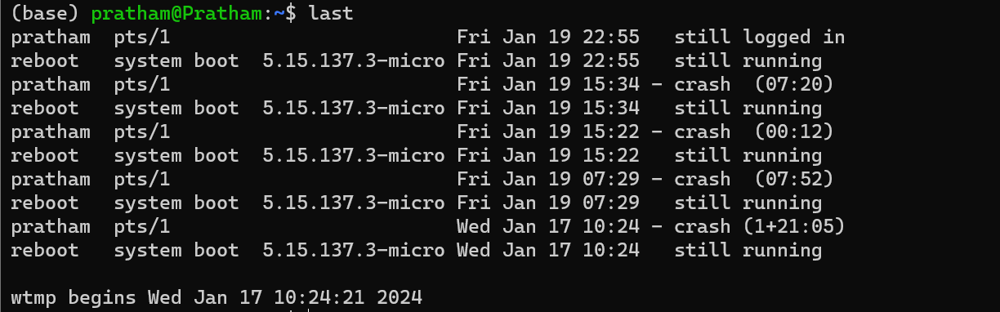 (base) pratham@Pratham:~$ last
pratham  pts/1                         Fri Jan 19 22:55   still logged in
reboot   system boot  5.15.137.3-micro Fri Jan 19 22:55   still running
pratham  pts/1                         Fri Jan 19 15:34 - crash  (07:20)
reboot   system boot  5.15.137.3-micro Fri Jan 19 15:34   still running
pratham  pts/1                         Fri Jan 19 15:22 - crash  (00:12)
reboot   system boot  5.15.137.3-micro Fri Jan 19 15:22   still running
pratham  pts/1                         Fri Jan 19 07:29 - crash  (07:52)
reboot   system boot  5.15.137.3-micro Fri Jan 19 07:29   still running
pratham  pts/1                         Wed Jan 17 10:24 - crash (1+21:05)
reboot   system boot  5.15.137.3-micro Wed Jan 17 10:24   still running

wtmp begins Wed Jan 17 10:24:21 2024